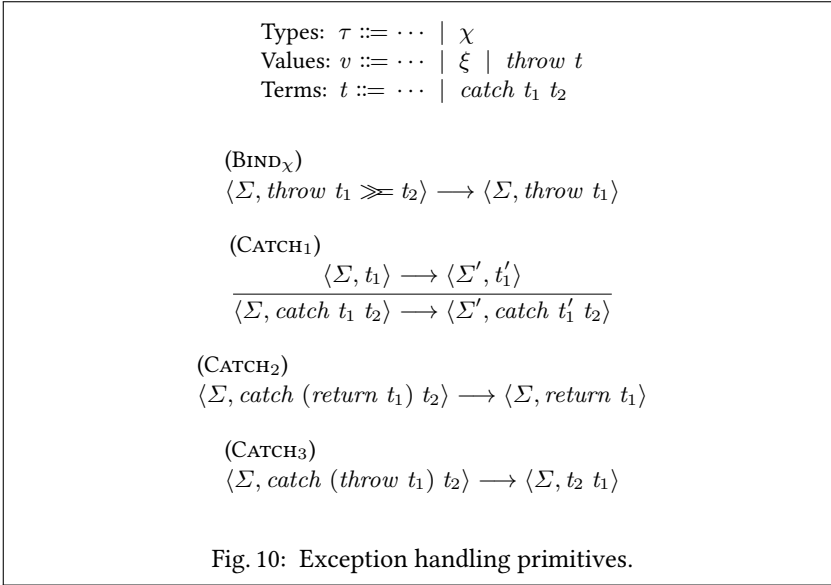 Types: τ ::= ⋯ | χ
Values: v ::= ⋯ | ξ | throw t
Terms: t ::= ⋯ | catch t₁ t₂
(Bindχ)
⟨Σ, throw t₁ ≫= t₂⟩ ⟶ ⟨Σ, throw t₁⟩
(Catch₁)
⟨Σ, t₁⟩ ⟶ ⟨Σ′, t′₁⟩
⟨Σ, catch t₁ t₂⟩ ⟶ ⟨Σ′, catch t′₁ t₂⟩
(Catch₂)
⟨Σ, catch (return t₁) t₂⟩ ⟶ ⟨Σ, return t₁⟩
(Catch₃)
⟨Σ, catch (throw t₁) t₂⟩ ⟶ ⟨Σ, t₂ t₁⟩
Fig. 10: Exception handling primitives.